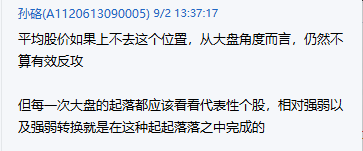 孙硌(A1120613090005) 9/2 13:37:17
平均股价如果上不去这个位置，从大盘角度而言，仍然不
算有效反攻
但每一次大盘的起落都应该看看代表性个股，相对强弱以
及强弱转换就是在这种起起落落之中完成的